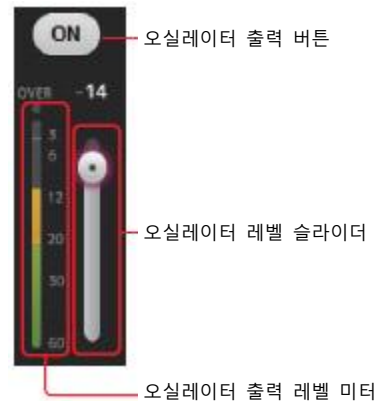 ON
오실레이터 출력 버튼
OVER -14
3
6
12
20
30
60
오실레이터 레벨 슬라이더
오실레이터 출력 레벨 미터